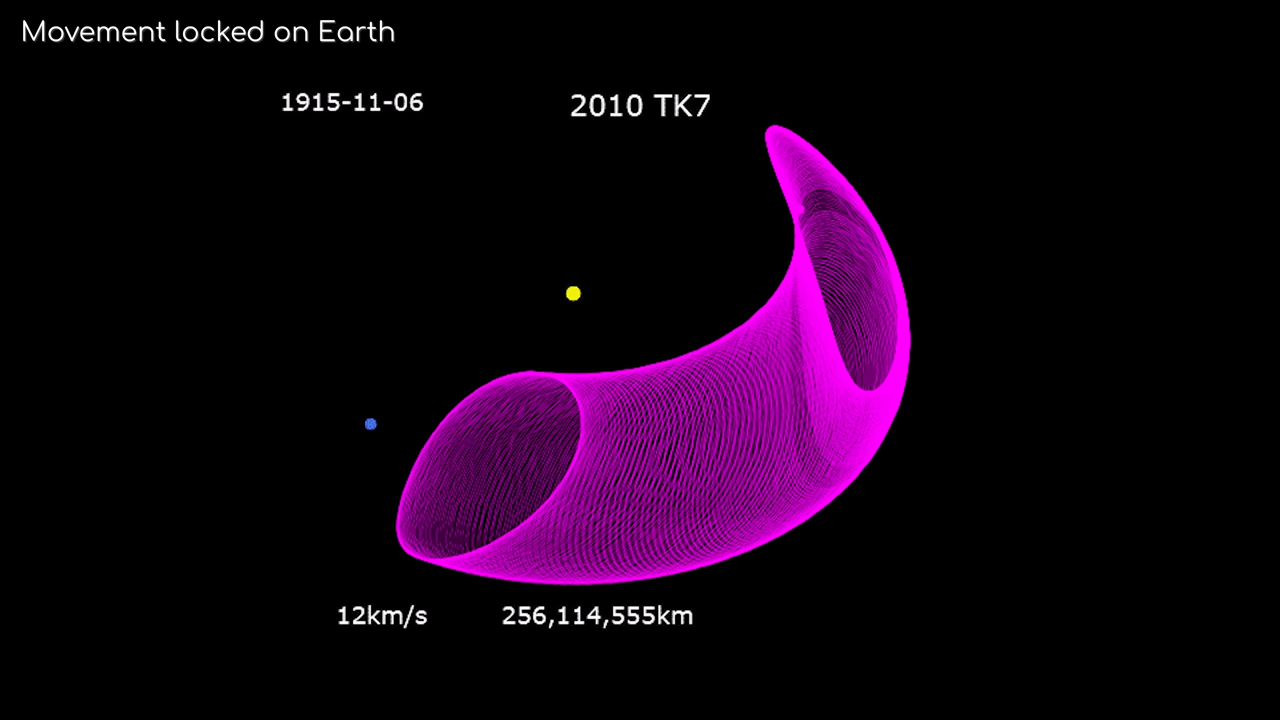 Movement locked on Earth
1915-11-06
2010 TK7
12km/s
256,114,555km